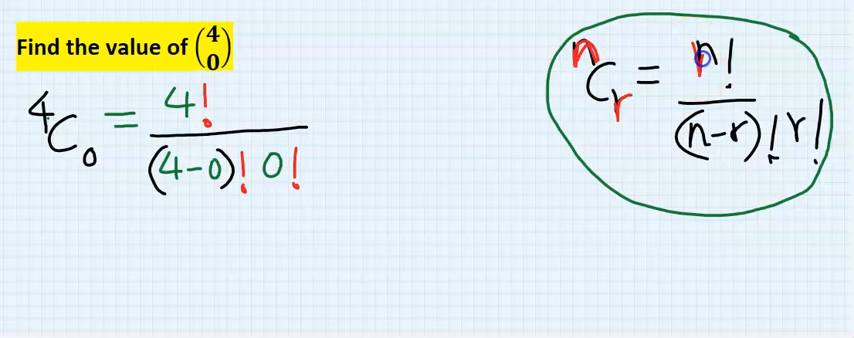 Find the value of (4 0)
⁴C₀ = 4! / (4-0)! 0!
ⁿCᵣ = n! / (n-r)! r!